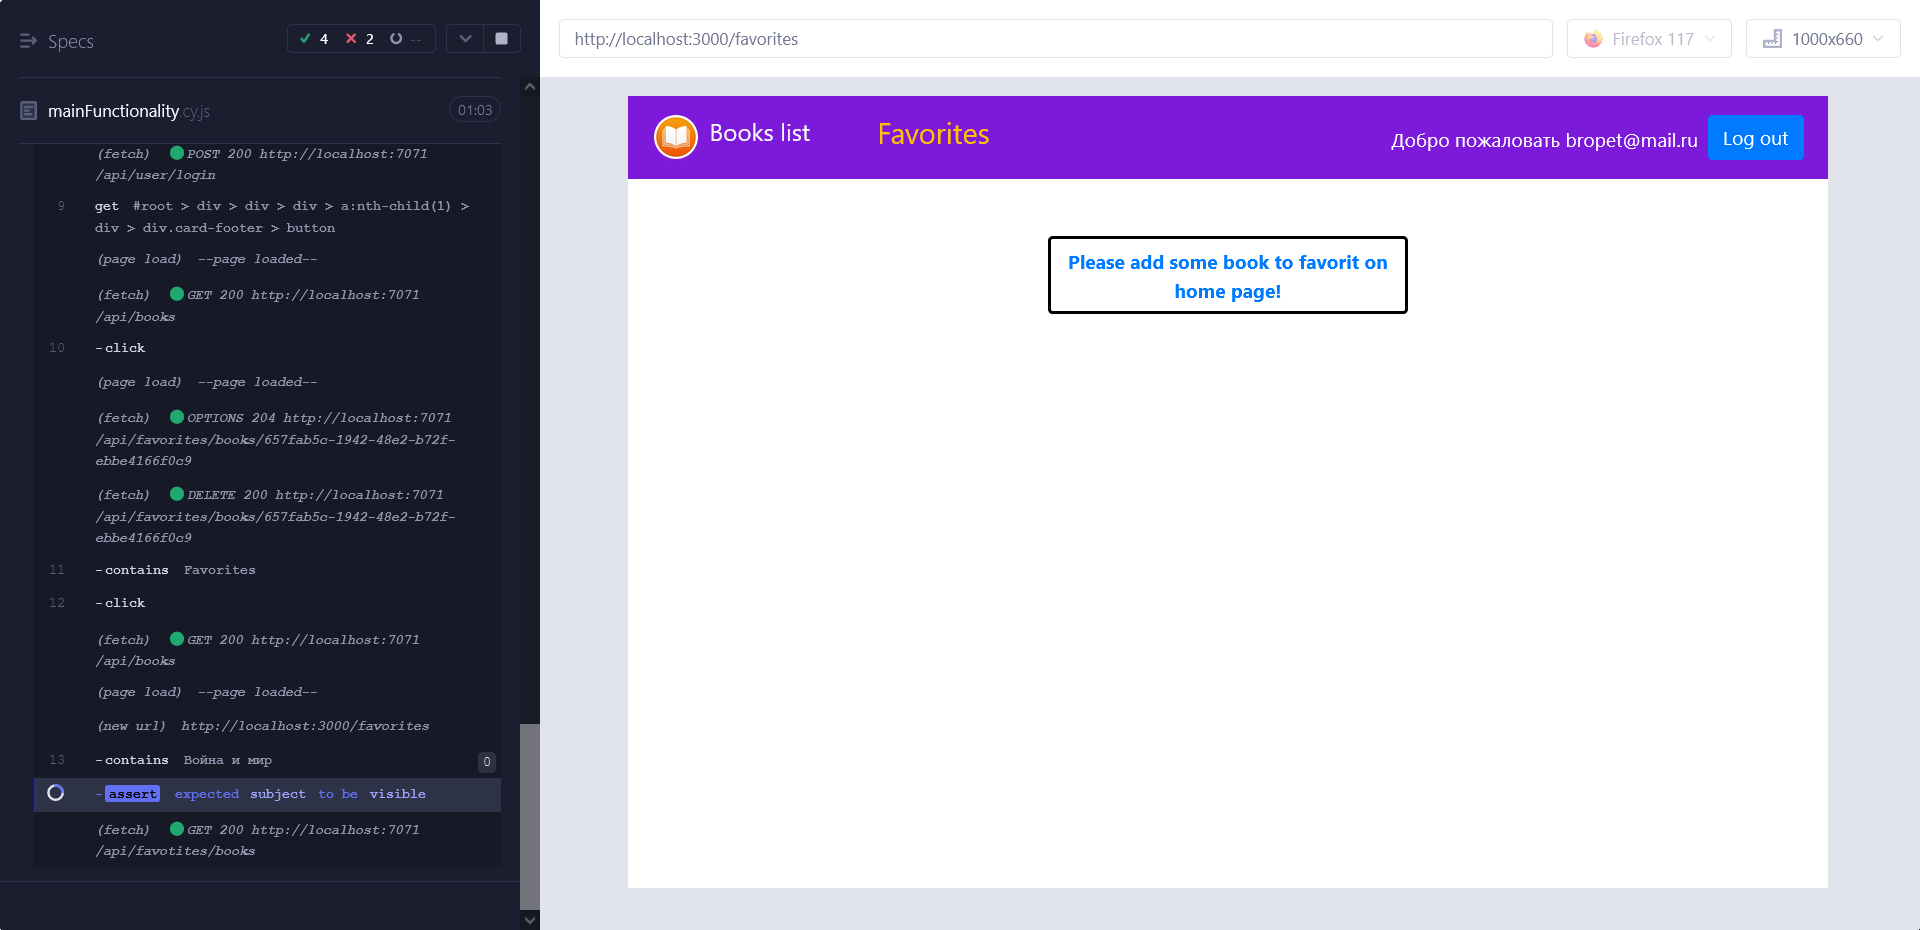 Specs
4 2 --
mainFunctionality.cy.js 01:03
(fetch) POST 200 http://localhost:7071
/api/user/login
9 get #root > div > div > div > a:nth-child(1) >
div > div.card-footer > button
(page load) --page loaded--
(fetch) GET 200 http://localhost:7071
/api/books
10 -click
(page load) --page loaded--
(fetch) OPTIONS 204 http://localhost:7071
/api/favorites/books/657fab5c-1942-48e2-b72f-
ebbe4166f0c9
(fetch) DELETE 200 http://localhost:7071
/api/favorites/books/657fab5c-1942-48e2-b72f-
ebbe4166f0c9
11 -contains Favorites
12 -click
(fetch) GET 200 http://localhost:7071
/api/books
(page load) --page loaded--
(new url) http://localhost:3000/favorites
13 -contains Война и мир 0
-assert expected subject to be visible
(fetch) GET 200 http://localhost:7071
/api/favotites/books
http://localhost:3000/favorites
Firefox 117
1000x660
Books list
Favorites
Добро пожаловать bropet@mail.ru
Log out
Please add some book to favorit on
home page!